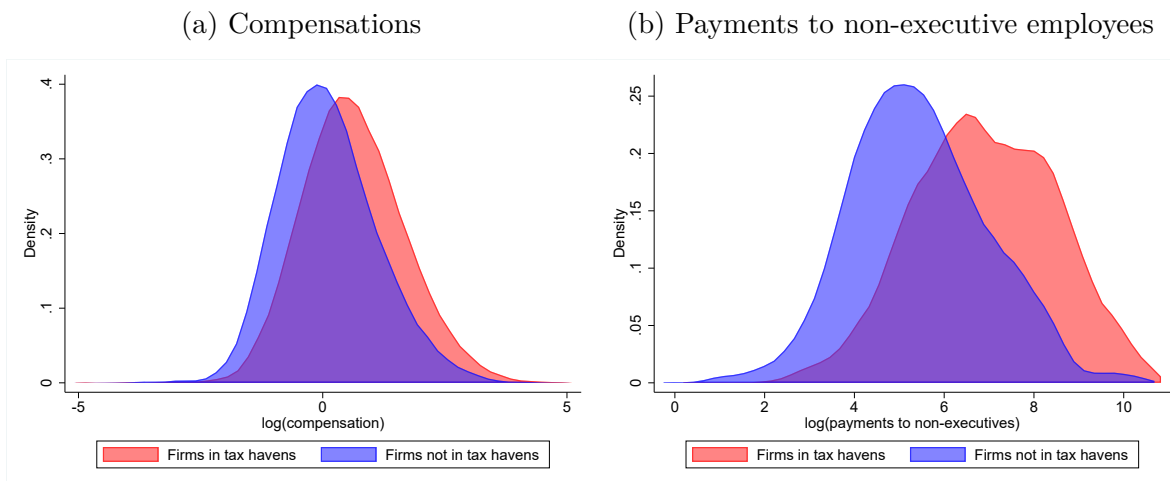 (a) Compensations
(b) Payments to non-executive employees
Density
.4
.3
.2
.1
0
-5
0
5
log(compensation)
Firms in tax havens
Firms not in tax havens
Density
.25
.2
.15
.1
.05
0
0
2
4
6
8
10
log(payments to non-executives)
Firms in tax havens
Firms not in tax havens